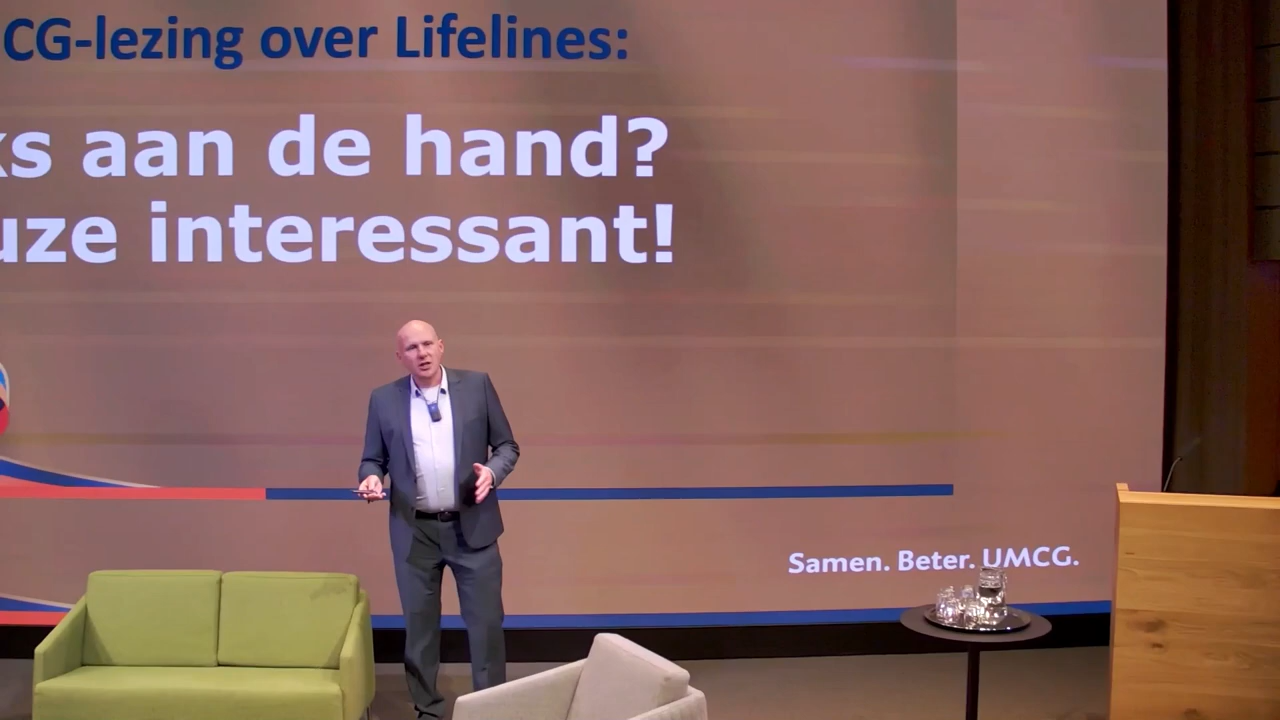 CG-lezing over Lifelines:
ks aan de hand?
uze interessant!
Samen. Beter. UMCG.